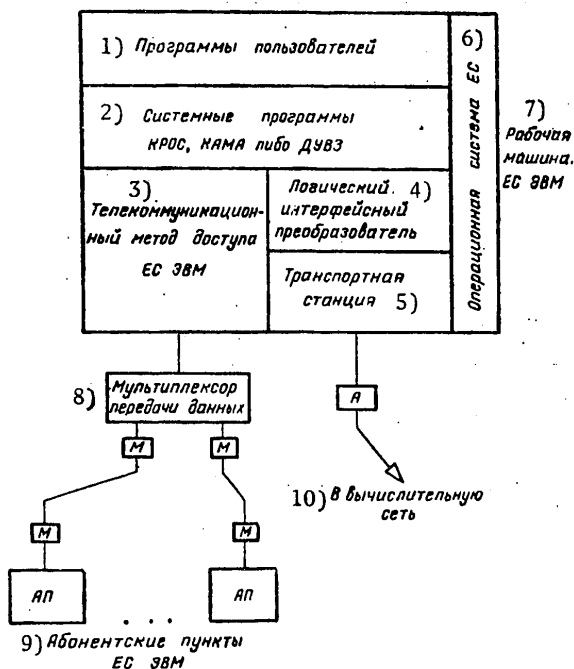 1) Программы пользователей
2) Системные программы
КРОС, КАМА либо ДУВЗ
3)
Телекоммуникацион-
ный метод доступа
ЕС ЭВМ
Логический 4)
интерфейсный
преобразователь
Транспортная
станция 5)
6)
Операционная система ЕС
7)
Рабочая
машина.
ЕС ЭВМ
8) Мультиплексор
передачи данных
А
М М
10) В вычислительную
сеть
М М
АП АП
. . .
9) Абонентские пункты
ЕС ЭВМ